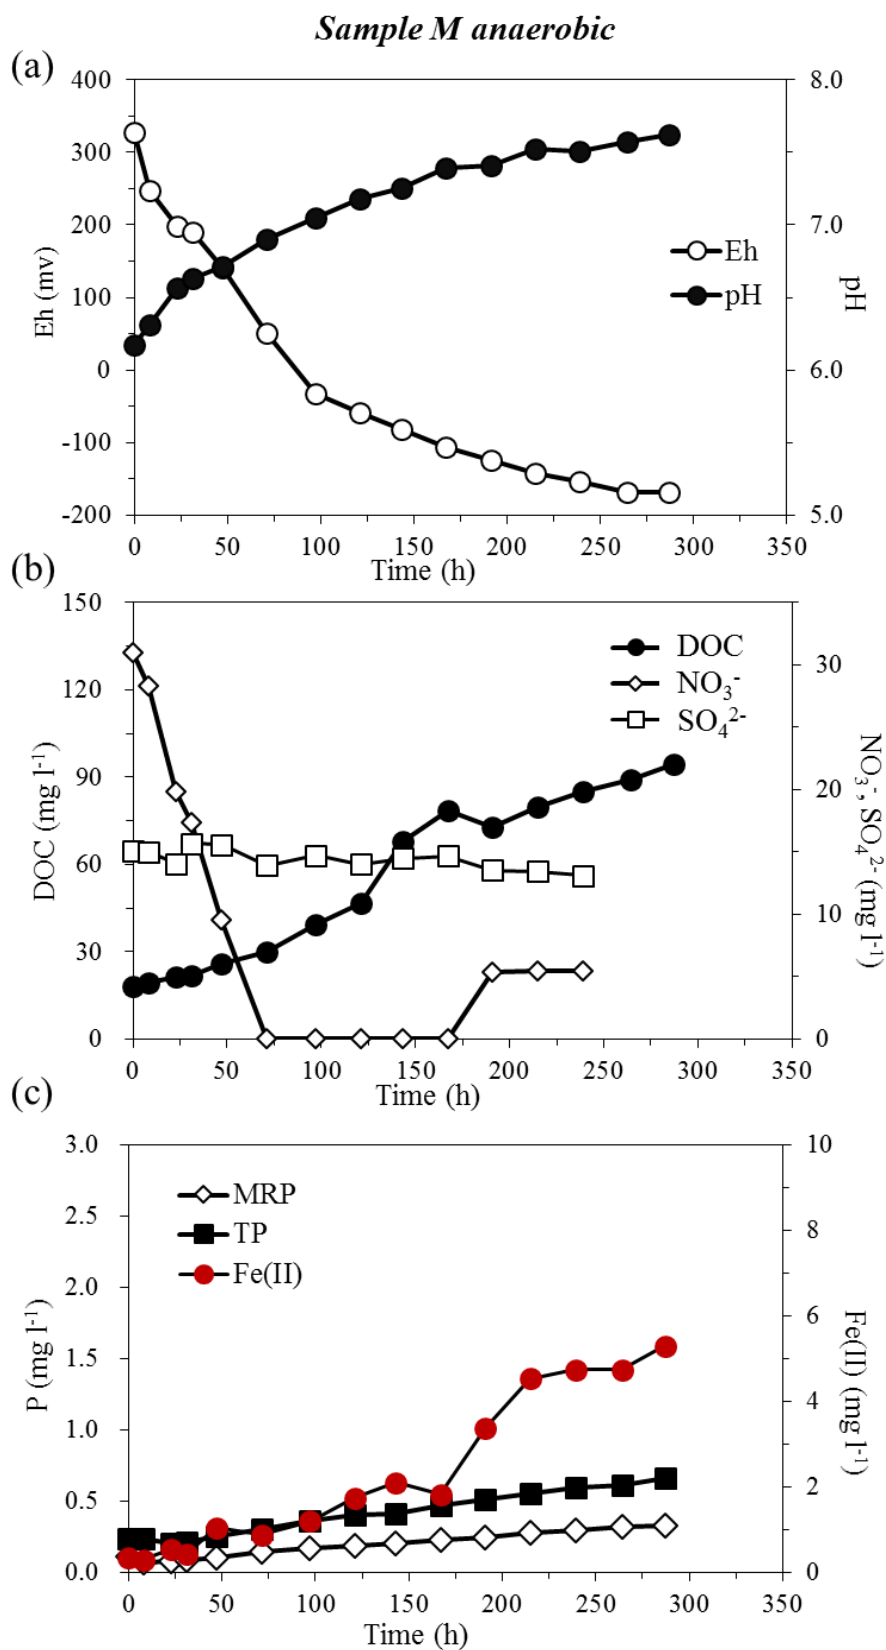 Sample M anaerobic
(a)
400
300
200
100
0
-100
-200
Eh (mv)
8.0
7.0
6.0
5.0
pH
Eh
pH
0 50 100 150 200 250 300 350
Time (h)
(b)
150
120
90
60
30
0
DOC (mg l⁻¹)
30
20
10
0
NO₃⁻, SO₄²⁻ (mg l⁻¹)
DOC
NO₃⁻
SO₄²⁻
0 50 100 150 200 250 300 350
Time (h)
(c)
3.0
2.5
2.0
1.5
1.0
0.5
0.0
P (mg l⁻¹)
10
8
6
4
2
0
Fe(II) (mg l⁻¹)
MRP
TP
Fe(II)
0 50 100 150 200 250 300 350
Time (h)